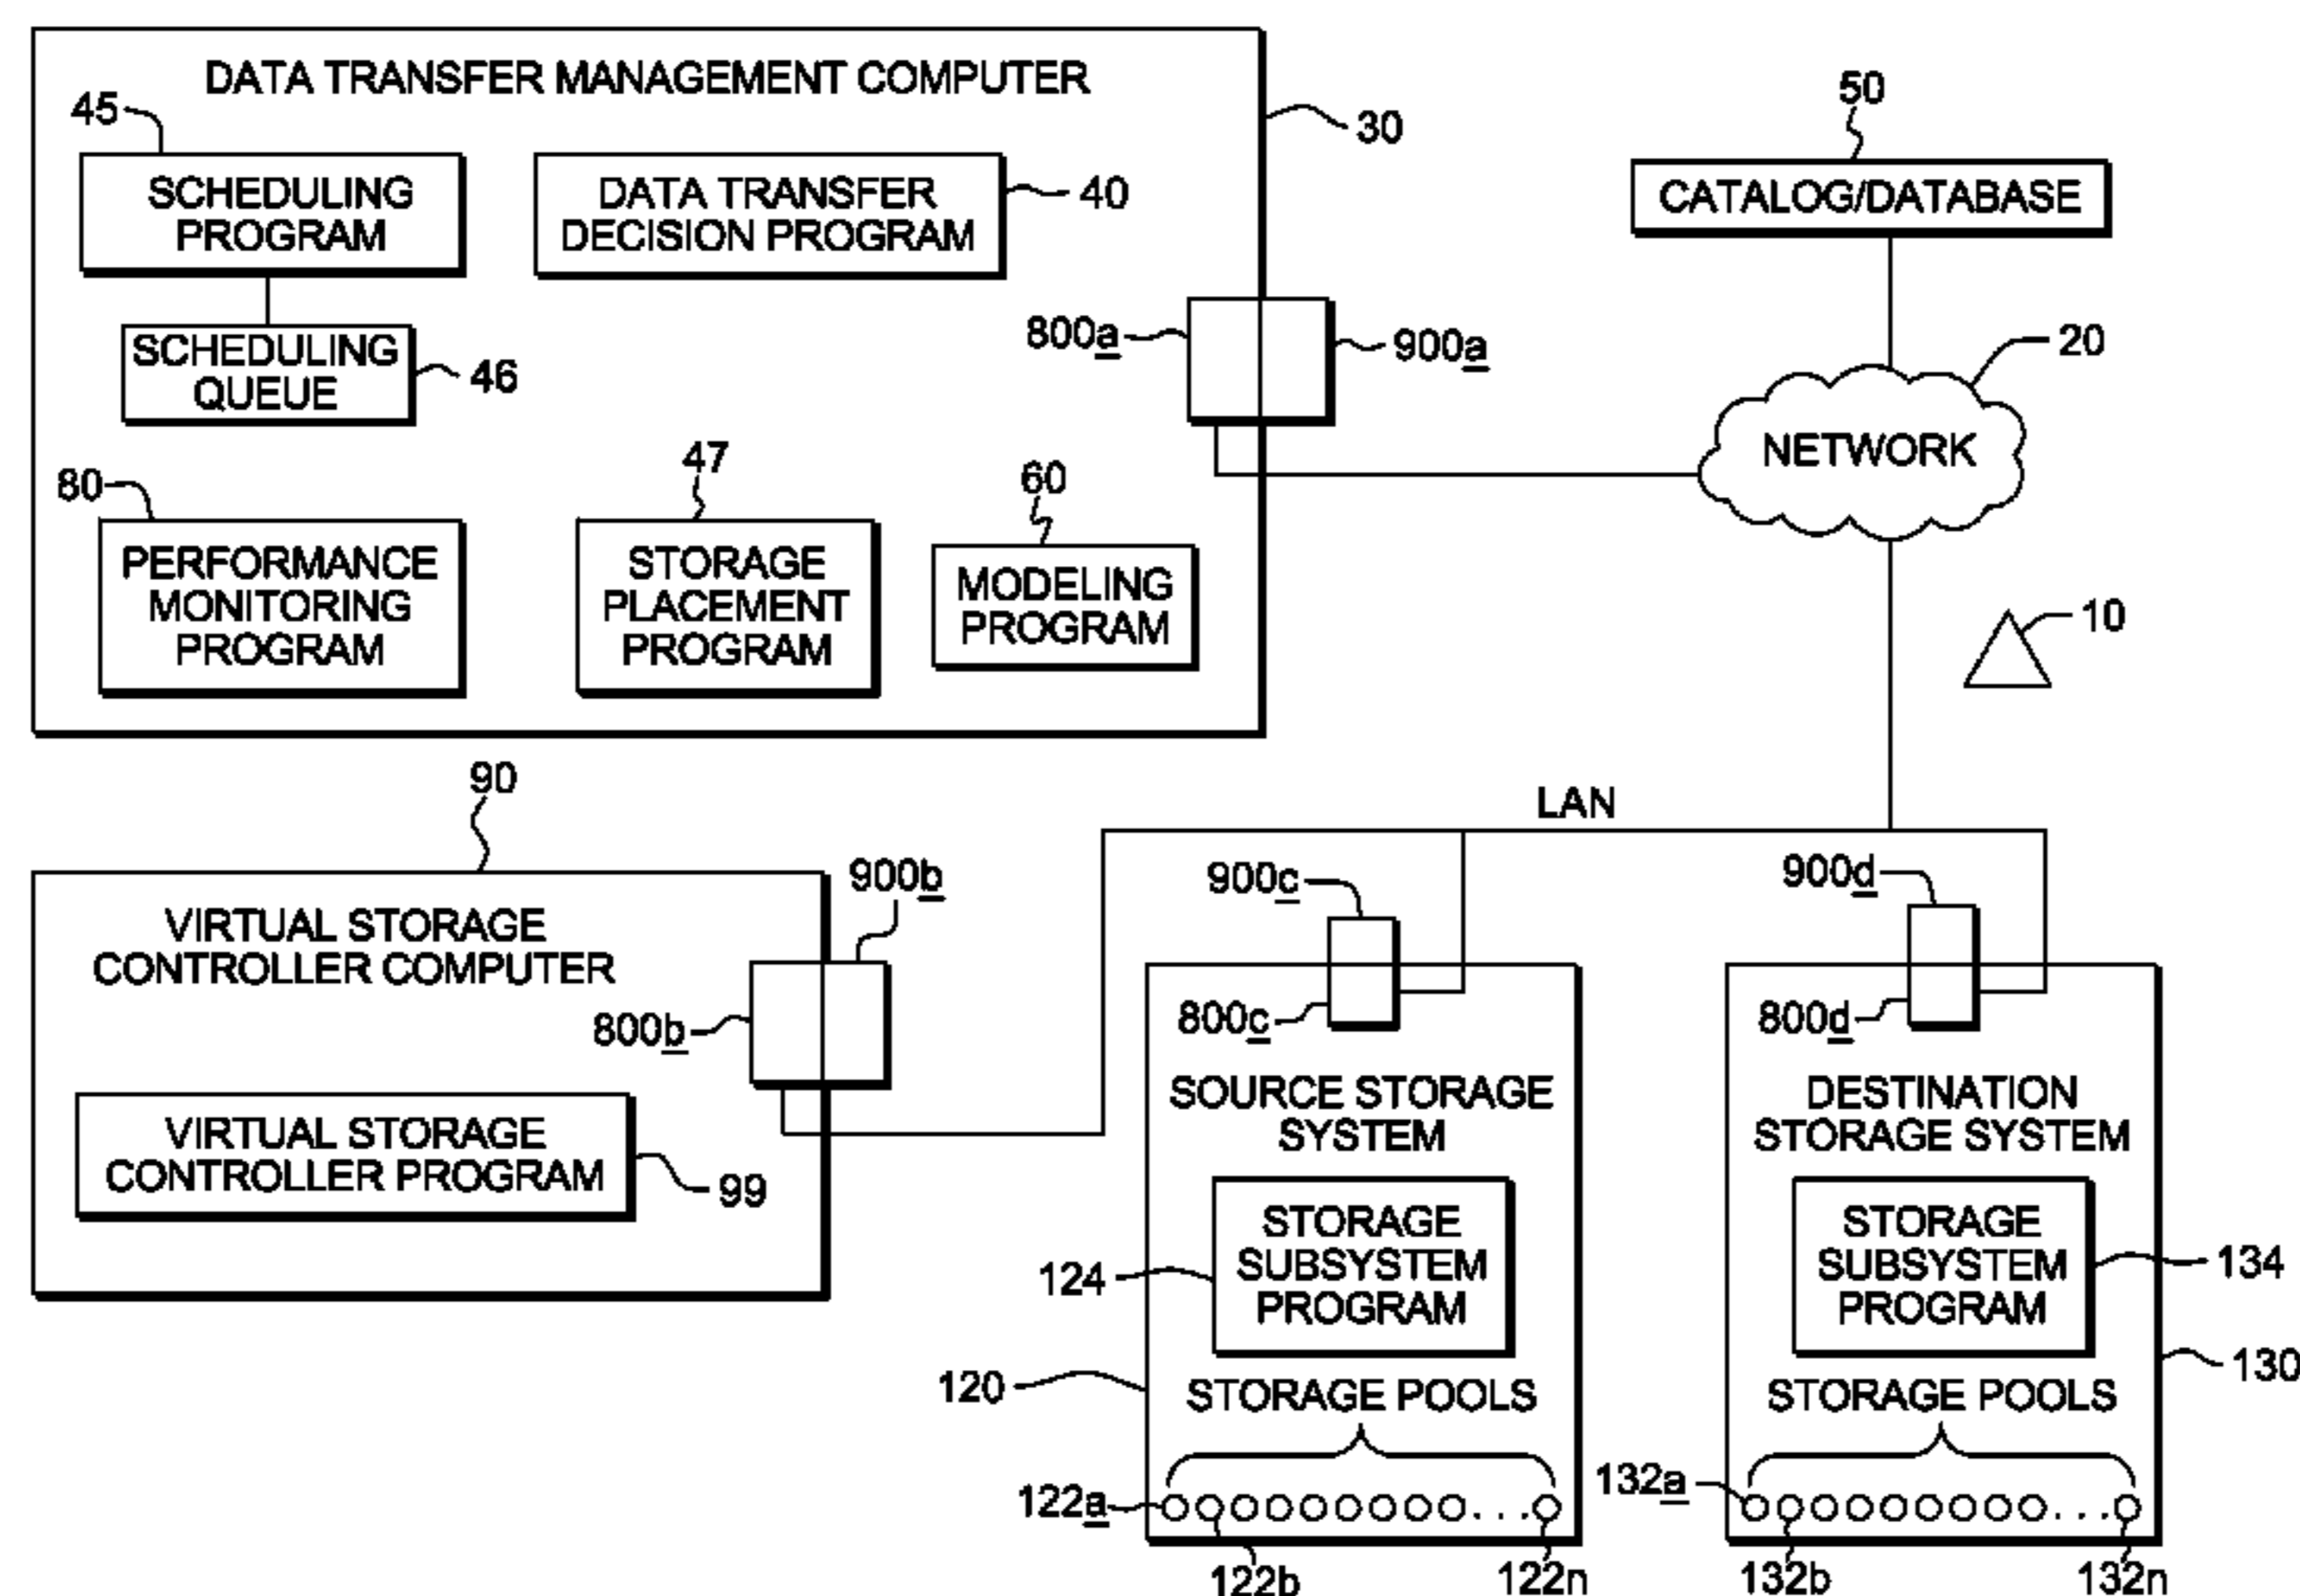 DATA TRANSFER MANAGEMENT COMPUTER
45
30
SCHEDULING
PROGRAM
DATA TRANSFER
DECISION PROGRAM
40
50
CATALOG/DATABASE
SCHEDULING
QUEUE
46
800a
900a
20
NETWORK
80
PERFORMANCE
MONITORING
PROGRAM
47
STORAGE
PLACEMENT
PROGRAM
60
MODELING
PROGRAM
10
90
LAN
VIRTUAL STORAGE
CONTROLLER COMPUTER
900b
800b
VIRTUAL STORAGE
CONTROLLER PROGRAM
99
900c
800c
SOURCE STORAGE
SYSTEM
STORAGE
SUBSYSTEM
PROGRAM
124
120
STORAGE POOLS
122a
...
122b
122n
900d
800d
DESTINATION
STORAGE SYSTEM
STORAGE
SUBSYSTEM
PROGRAM
134
130
STORAGE POOLS
132a
...
132b
132n